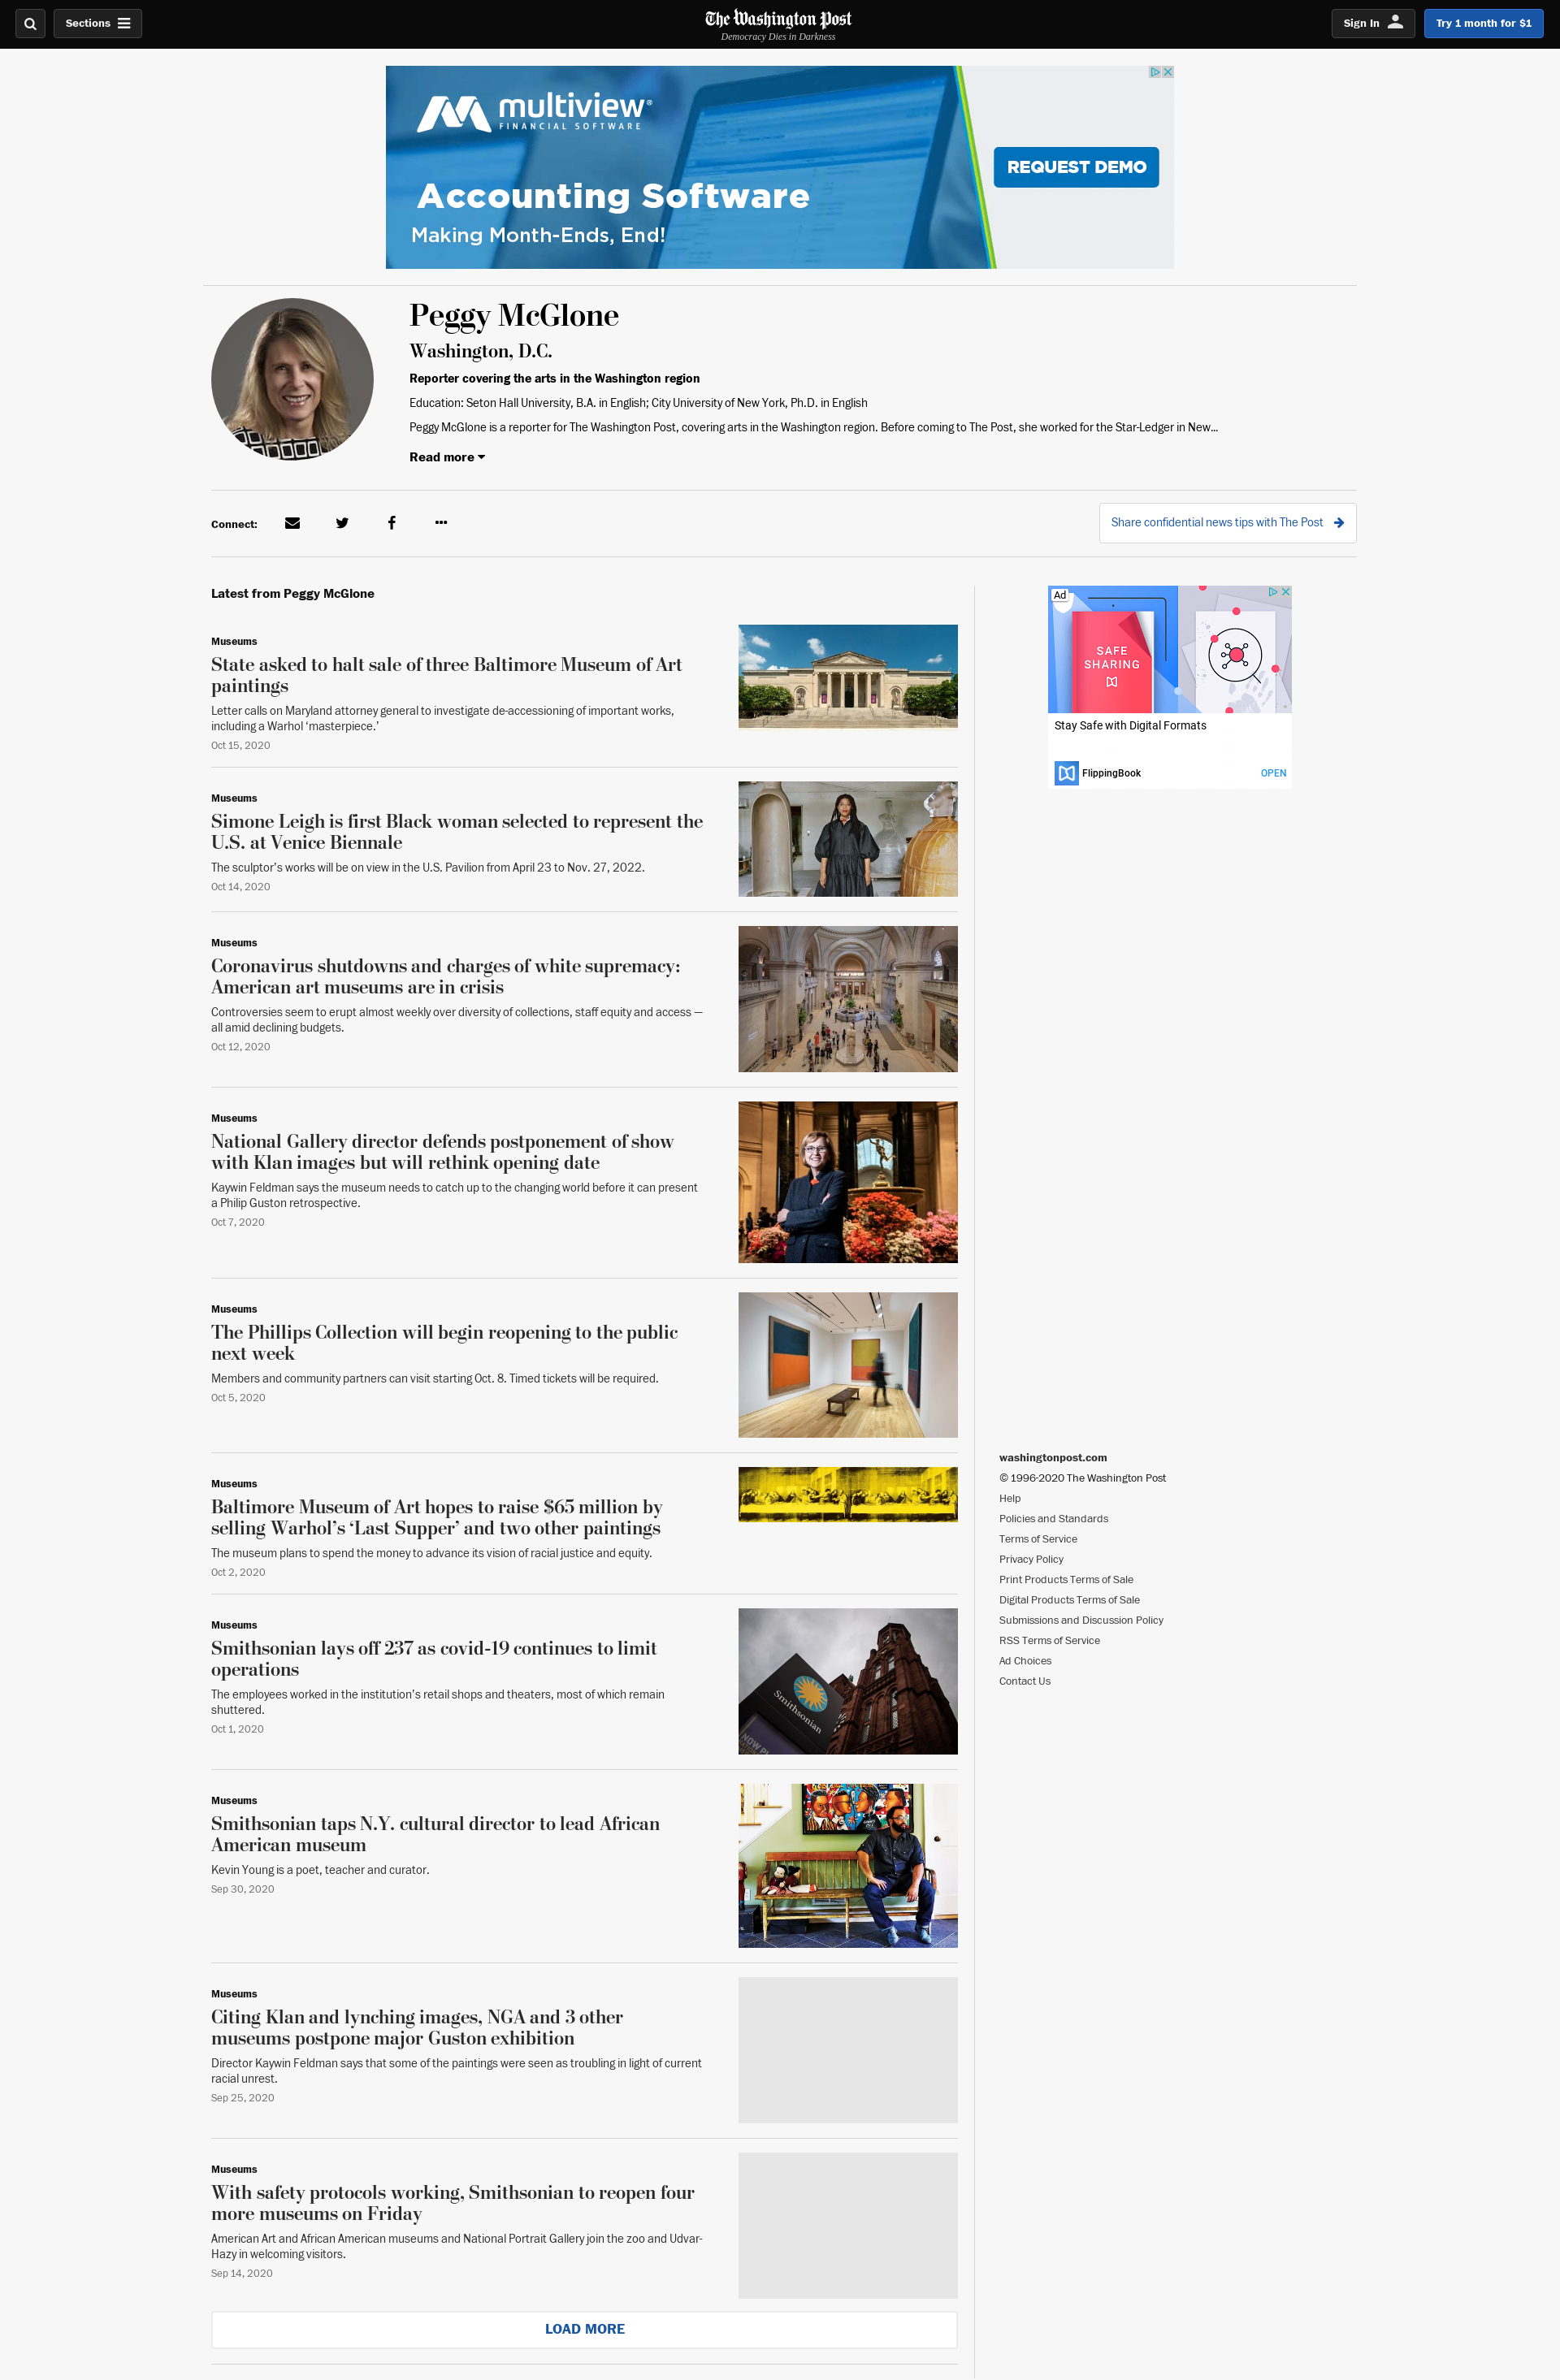 Sections
The Washington Post
Democracy Dies in Darkness
Sign In
Try 1 month for $1
multiview®
FINANCIAL SOFTWARE
Accounting Software
Making Month-Ends, End!
REQUEST DEMO
Peggy McGlone
Washington, D.C.
Reporter covering the arts in the Washington region
Education: Seton Hall University, B.A. in English; City University of New York, Ph.D. in English
Peggy McGlone is a reporter for The Washington Post, covering arts in the Washington region. Before coming to The Post, she worked for the Star-Ledger in New...
Read more
Connect:
Share confidential news tips with The Post
Latest from Peggy McGlone
Museums
State asked to halt sale of three Baltimore Museum of Art
paintings
Letter calls on Maryland attorney general to investigate de-accessioning of important works,
including a Warhol ‘masterpiece.’
Oct 15, 2020
Museums
Simone Leigh is first Black woman selected to represent the
U.S. at Venice Biennale
The sculptor’s works will be on view in the U.S. Pavilion from April 23 to Nov. 27, 2022.
Oct 14, 2020
Museums
Coronavirus shutdowns and charges of white supremacy:
American art museums are in crisis
Controversies seem to erupt almost weekly over diversity of collections, staff equity and access —
all amid declining budgets.
Oct 12, 2020
Museums
National Gallery director defends postponement of show
with Klan images but will rethink opening date
Kaywin Feldman says the museum needs to catch up to the changing world before it can present
a Philip Guston retrospective.
Oct 7, 2020
Museums
The Phillips Collection will begin reopening to the public
next week
Members and community partners can visit starting Oct. 8. Timed tickets will be required.
Oct 5, 2020
Museums
Baltimore Museum of Art hopes to raise $65 million by
selling Warhol’s ‘Last Supper’ and two other paintings
The museum plans to spend the money to advance its vision of racial justice and equity.
Oct 2, 2020
Museums
Smithsonian lays off 237 as covid-19 continues to limit
operations
The employees worked in the institution’s retail shops and theaters, most of which remain
shuttered.
Oct 1, 2020
Smithsonian
Museums
Smithsonian taps N.Y. cultural director to lead African
American museum
Kevin Young is a poet, teacher and curator.
Sep 30, 2020
Museums
Citing Klan and lynching images, NGA and 3 other
museums postpone major Guston exhibition
Director Kaywin Feldman says that some of the paintings were seen as troubling in light of current
racial unrest.
Sep 25, 2020
Museums
With safety protocols working, Smithsonian to reopen four
more museums on Friday
American Art and African American museums and National Portrait Gallery join the zoo and Udvar-
Hazy in welcoming visitors.
Sep 14, 2020
LOAD MORE
Ad
SAFE
SHARING
Stay Safe with Digital Formats
FlippingBook
OPEN
washingtonpost.com
© 1996-2020 The Washington Post
Help
Policies and Standards
Terms of Service
Privacy Policy
Print Products Terms of Sale
Digital Products Terms of Sale
Submissions and Discussion Policy
RSS Terms of Service
Ad Choices
Contact Us